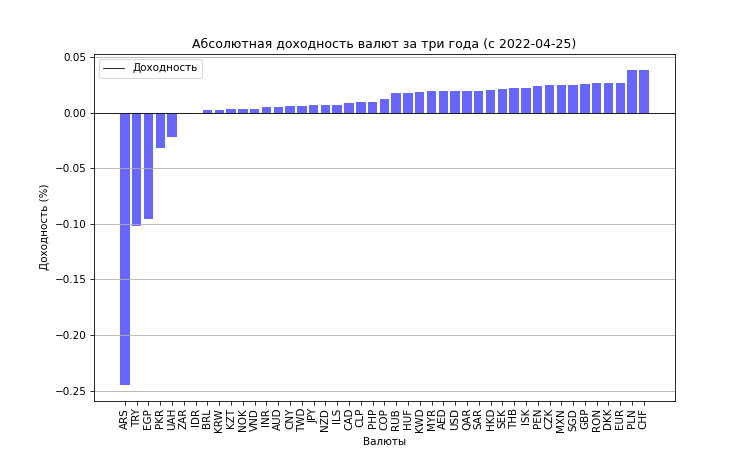 Абсолютная доходность валют за три года (с 2022-04-25)
Доходность
0.05
0.00
−0.05
−0.10
−0.15
−0.20
−0.25
Доходность (%)
ARS
TRY
EGP
PKR
UAH
ZAR
IDR
BRL
KRW
KZT
NOK
VND
INR
AUD
CNY
TWD
JPY
NZD
ILS
CAD
CLP
PHP
COP
RUB
HUF
KWD
MYR
AED
USD
QAR
SAR
HKD
SEK
THB
ISK
PEN
CZK
MXN
SGD
GBP
RON
DKK
EUR
PLN
CHF
Валюты